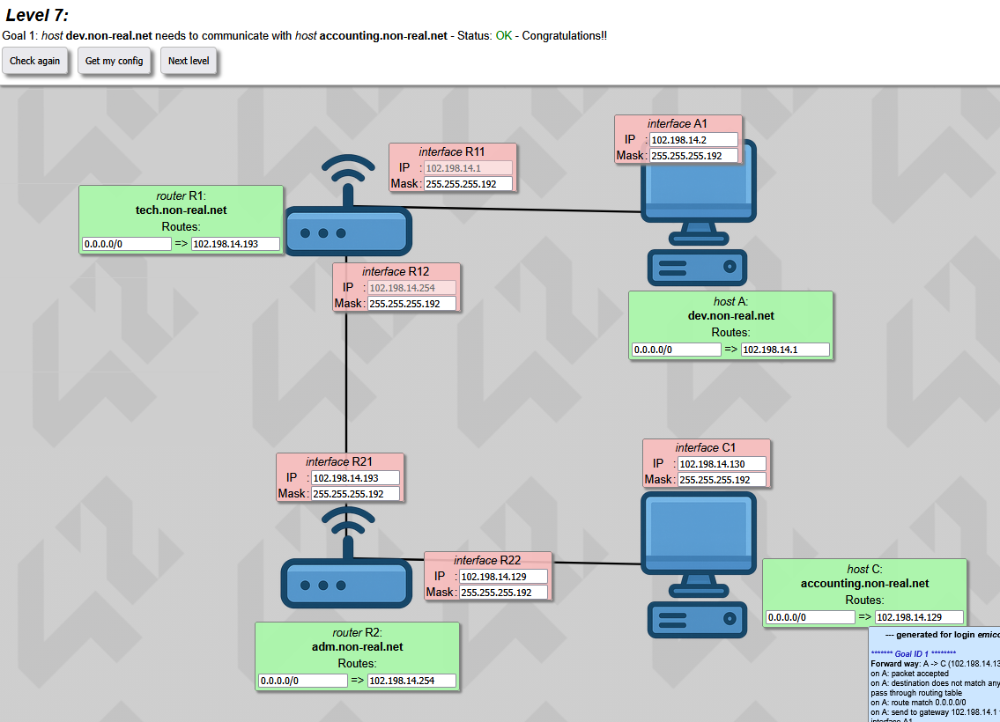 Level 7:
Goal 1: host dev.non-real.net needs to communicate with host accounting.non-real.net - Status: OK - Congratulations!!
Check again
Get my config
Next level
interface A1
IP : 102.198.14.2
Mask : 255.255.255.192
interface R11
IP : 102.198.14.1
Mask : 255.255.255.192
router R1:
tech.non-real.net
Routes:
0.0.0.0/0 => 102.198.14.193
interface R12
IP : 102.198.14.254
Mask : 255.255.255.192
host A:
dev.non-real.net
Routes:
0.0.0.0/0 => 102.198.14.1
interface R21
IP : 102.198.14.193
Mask : 255.255.255.192
interface C1
IP : 102.198.14.130
Mask : 255.255.255.192
interface R22
IP : 102.198.14.129
Mask : 255.255.255.192
host C:
accounting.non-real.net
Routes:
0.0.0.0/0 => 102.198.14.129
router R2:
adm.non-real.net
Routes:
0.0.0.0/0 => 102.198.14.254
--- generated for login emico
******* Goal ID 1 ********
Forward way: A -> C (102.198.14.13
on A: packet accepted
on A: destination does not match any
pass through routing table
on A: route match 0.0.0.0/0
on A: send to gateway 102.198.14.1
interface A1